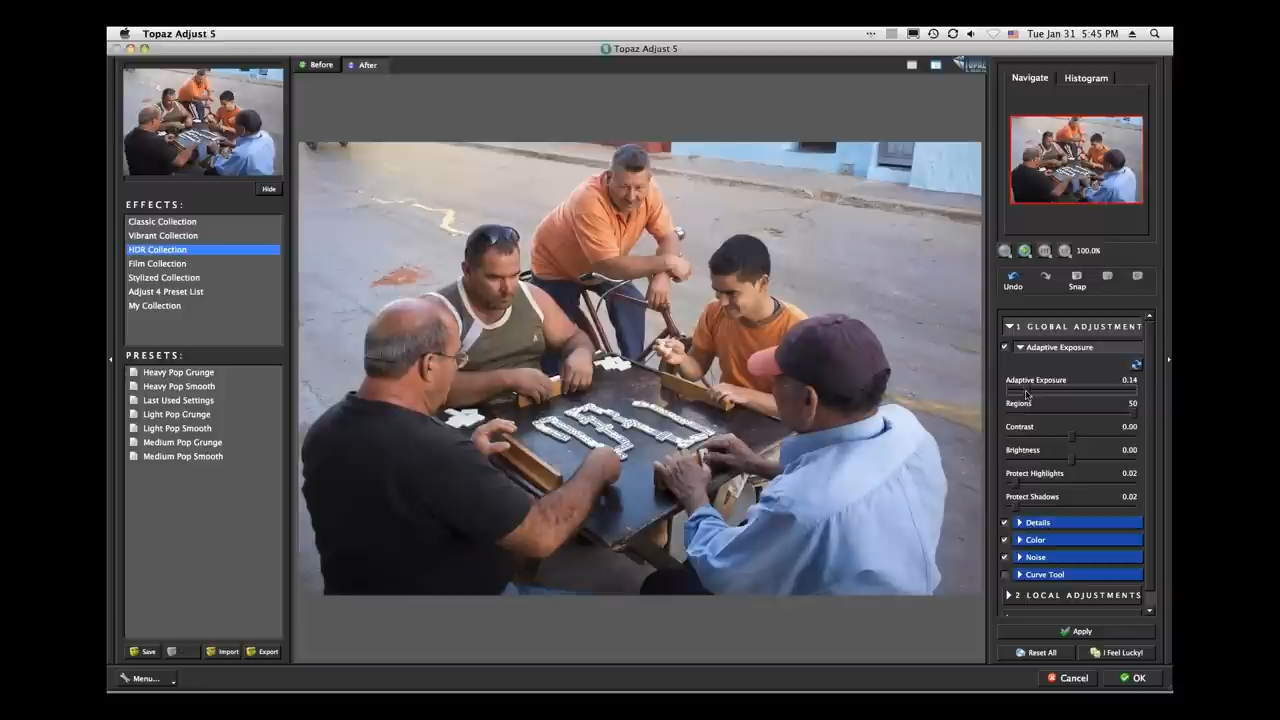 Topaz Adjust 5
Tue Jan 31 5:45 PM
Topaz Adjust 5
Before
After
TOPAZ
Hide
EFFECTS:
Classic Collection
Vibrant Collection
HDR Collection
Film Collection
Stylized Collection
Adjust 4 Preset List
My Collection
PRESETS:
Heavy Pop Grunge
Heavy Pop Smooth
Last Used Settings
Light Pop Grunge
Light Pop Smooth
Medium Pop Grunge
Medium Pop Smooth
Save
Import
Export
Menu...
Navigate
Histogram
100.0%
Undo
Snap
1 GLOBAL ADJUSTMENT
Adaptive Exposure
Adaptive Exposure 0.14
Regions 50
Contrast 0.00
Brightness 0.00
Protect Highlights 0.02
Protect Shadows 0.02
Details
Color
Noise
Curve Tool
2 LOCAL ADJUSTMENTS
Apply
Reset All
I Feel Lucky!
Cancel
OK